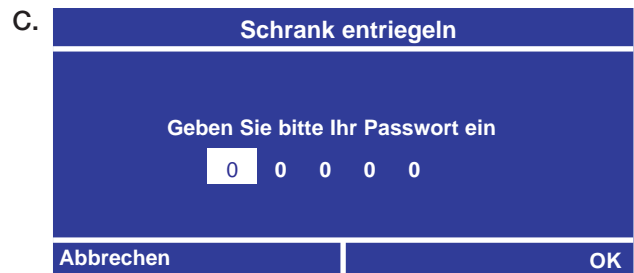 C.
Schrank entriegeln
Geben Sie bitte Ihr Passwort ein
0 0 0 0 0
Abbrechen OK